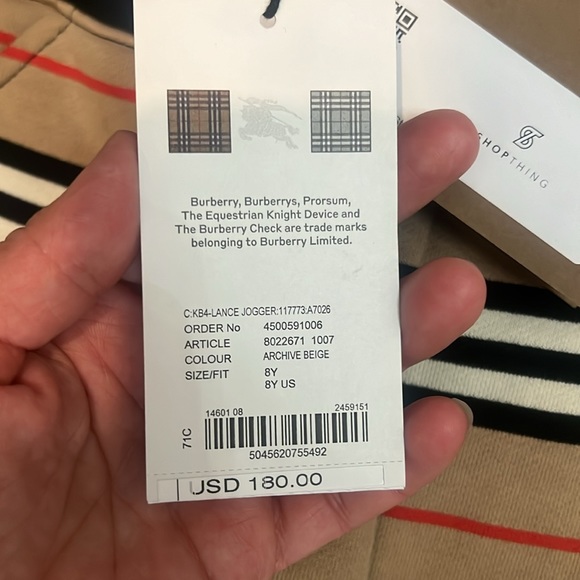 Burberry, Burberrys, Prorsum,
The Equestrian Knight Device and
The Burberry Check are trade marks
belonging to Burberry Limited.
C:KB4-LANCE JOGGER:117773:A7026
ORDER No 4500591006
ARTICLE 8022671 1007
COLOUR ARCHIVE BEIGE
SIZE/FIT 8Y
8Y US
14601 08 2459151
71C
5045620755492
USD 180.00
SHOPTHING